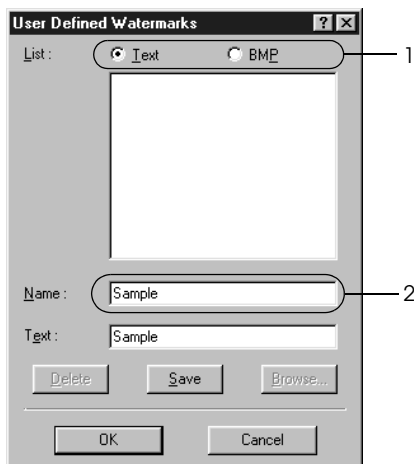 User Defined Watermarks ? ×
List : Text BMP 1
Name : Sample 2
Text : Sample
Delete Save Browse...
OK Cancel